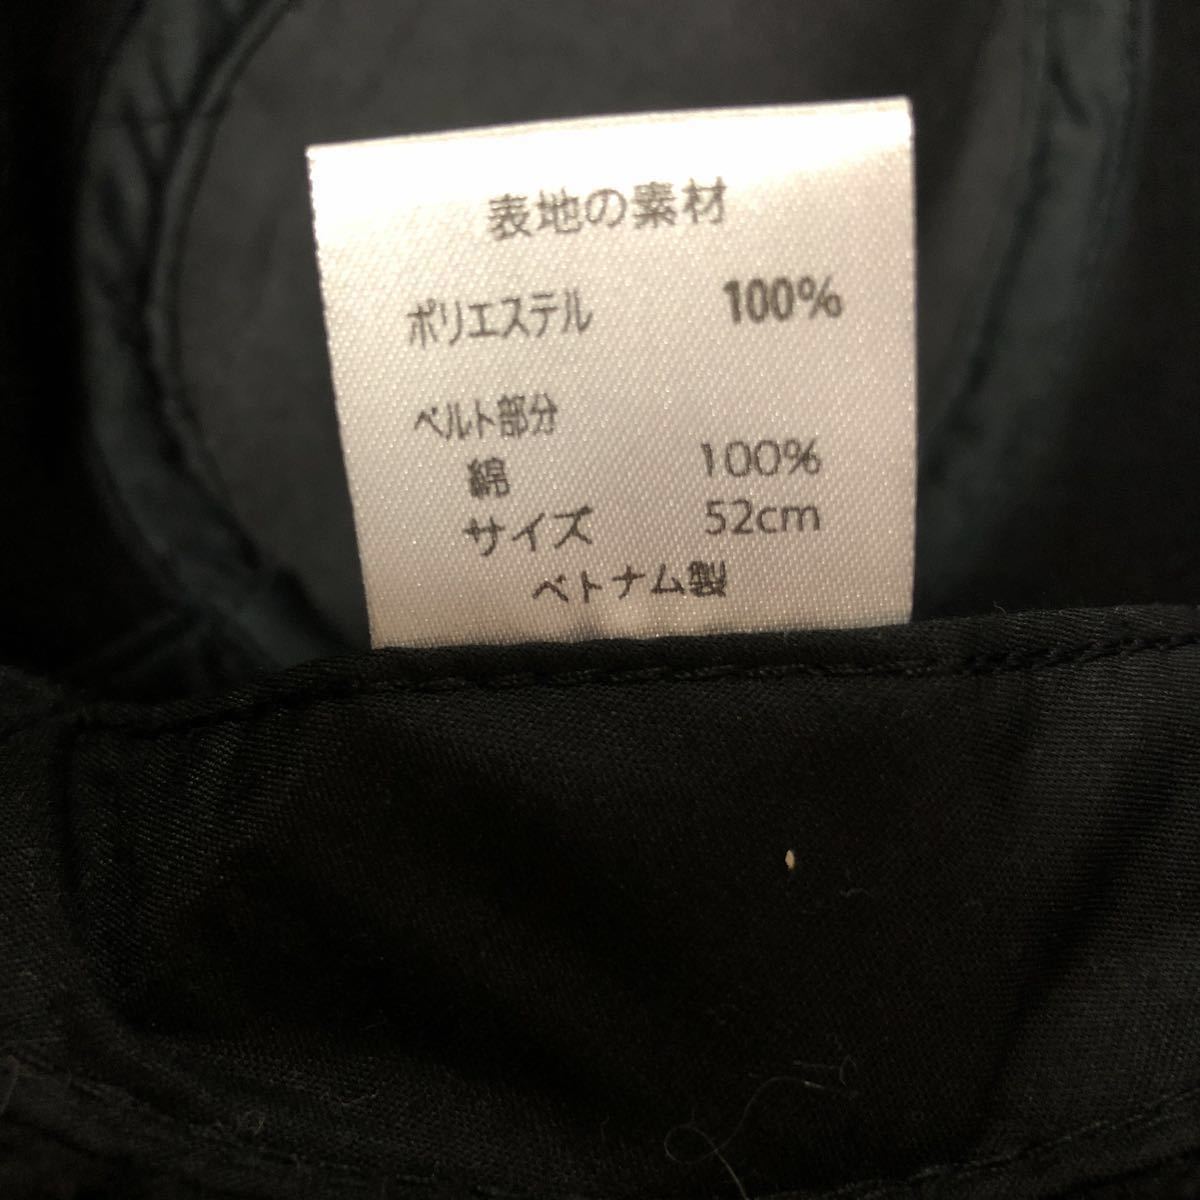 表地の素材
ポリエステル 100%
ベルト部分
綿 100%
サイズ 52cm
ベトナム製